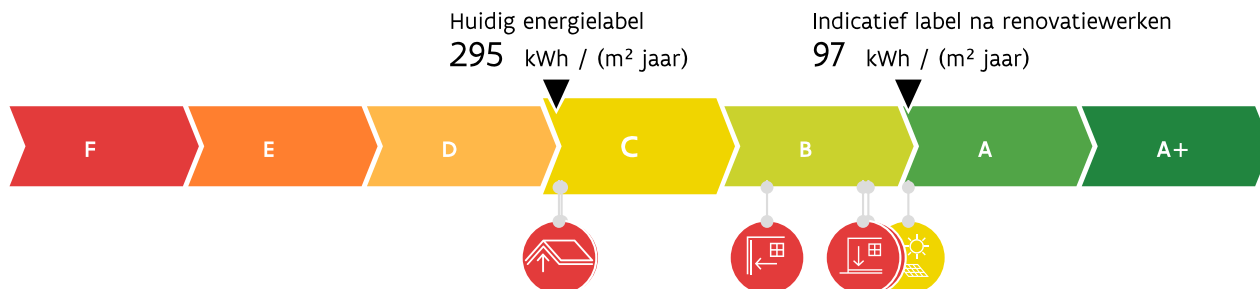 Huidig energielabel
295 kWh / (m² jaar)
Indicatief label na renovatiewerken
97 kWh / (m² jaar)
F
E
D
C
B
A
A+